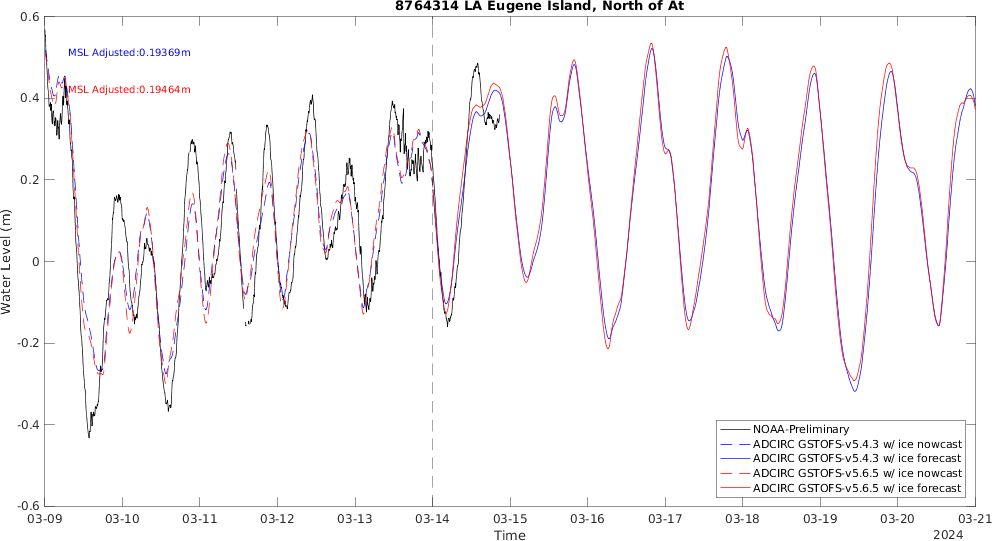 8764314 LA Eugene Island, North of At
MSL Adjusted:0.19369m
MSL Adjusted:0.19464m
Water Level (m)
0.6
0.4
0.2
0
-0.2
-0.4
-0.6
NOAA-Preliminary
ADCIRC GSTOFS-v5.4.3 w/ ice nowcast
ADCIRC GSTOFS-v5.4.3 w/ ice forecast
ADCIRC GSTOFS-v5.6.5 w/ ice nowcast
ADCIRC GSTOFS-v5.6.5 w/ ice forecast
03-09 03-10 03-11 03-12 03-13 03-14 03-15 03-16 03-17 03-18 03-19 03-20 03-21
Time
2024